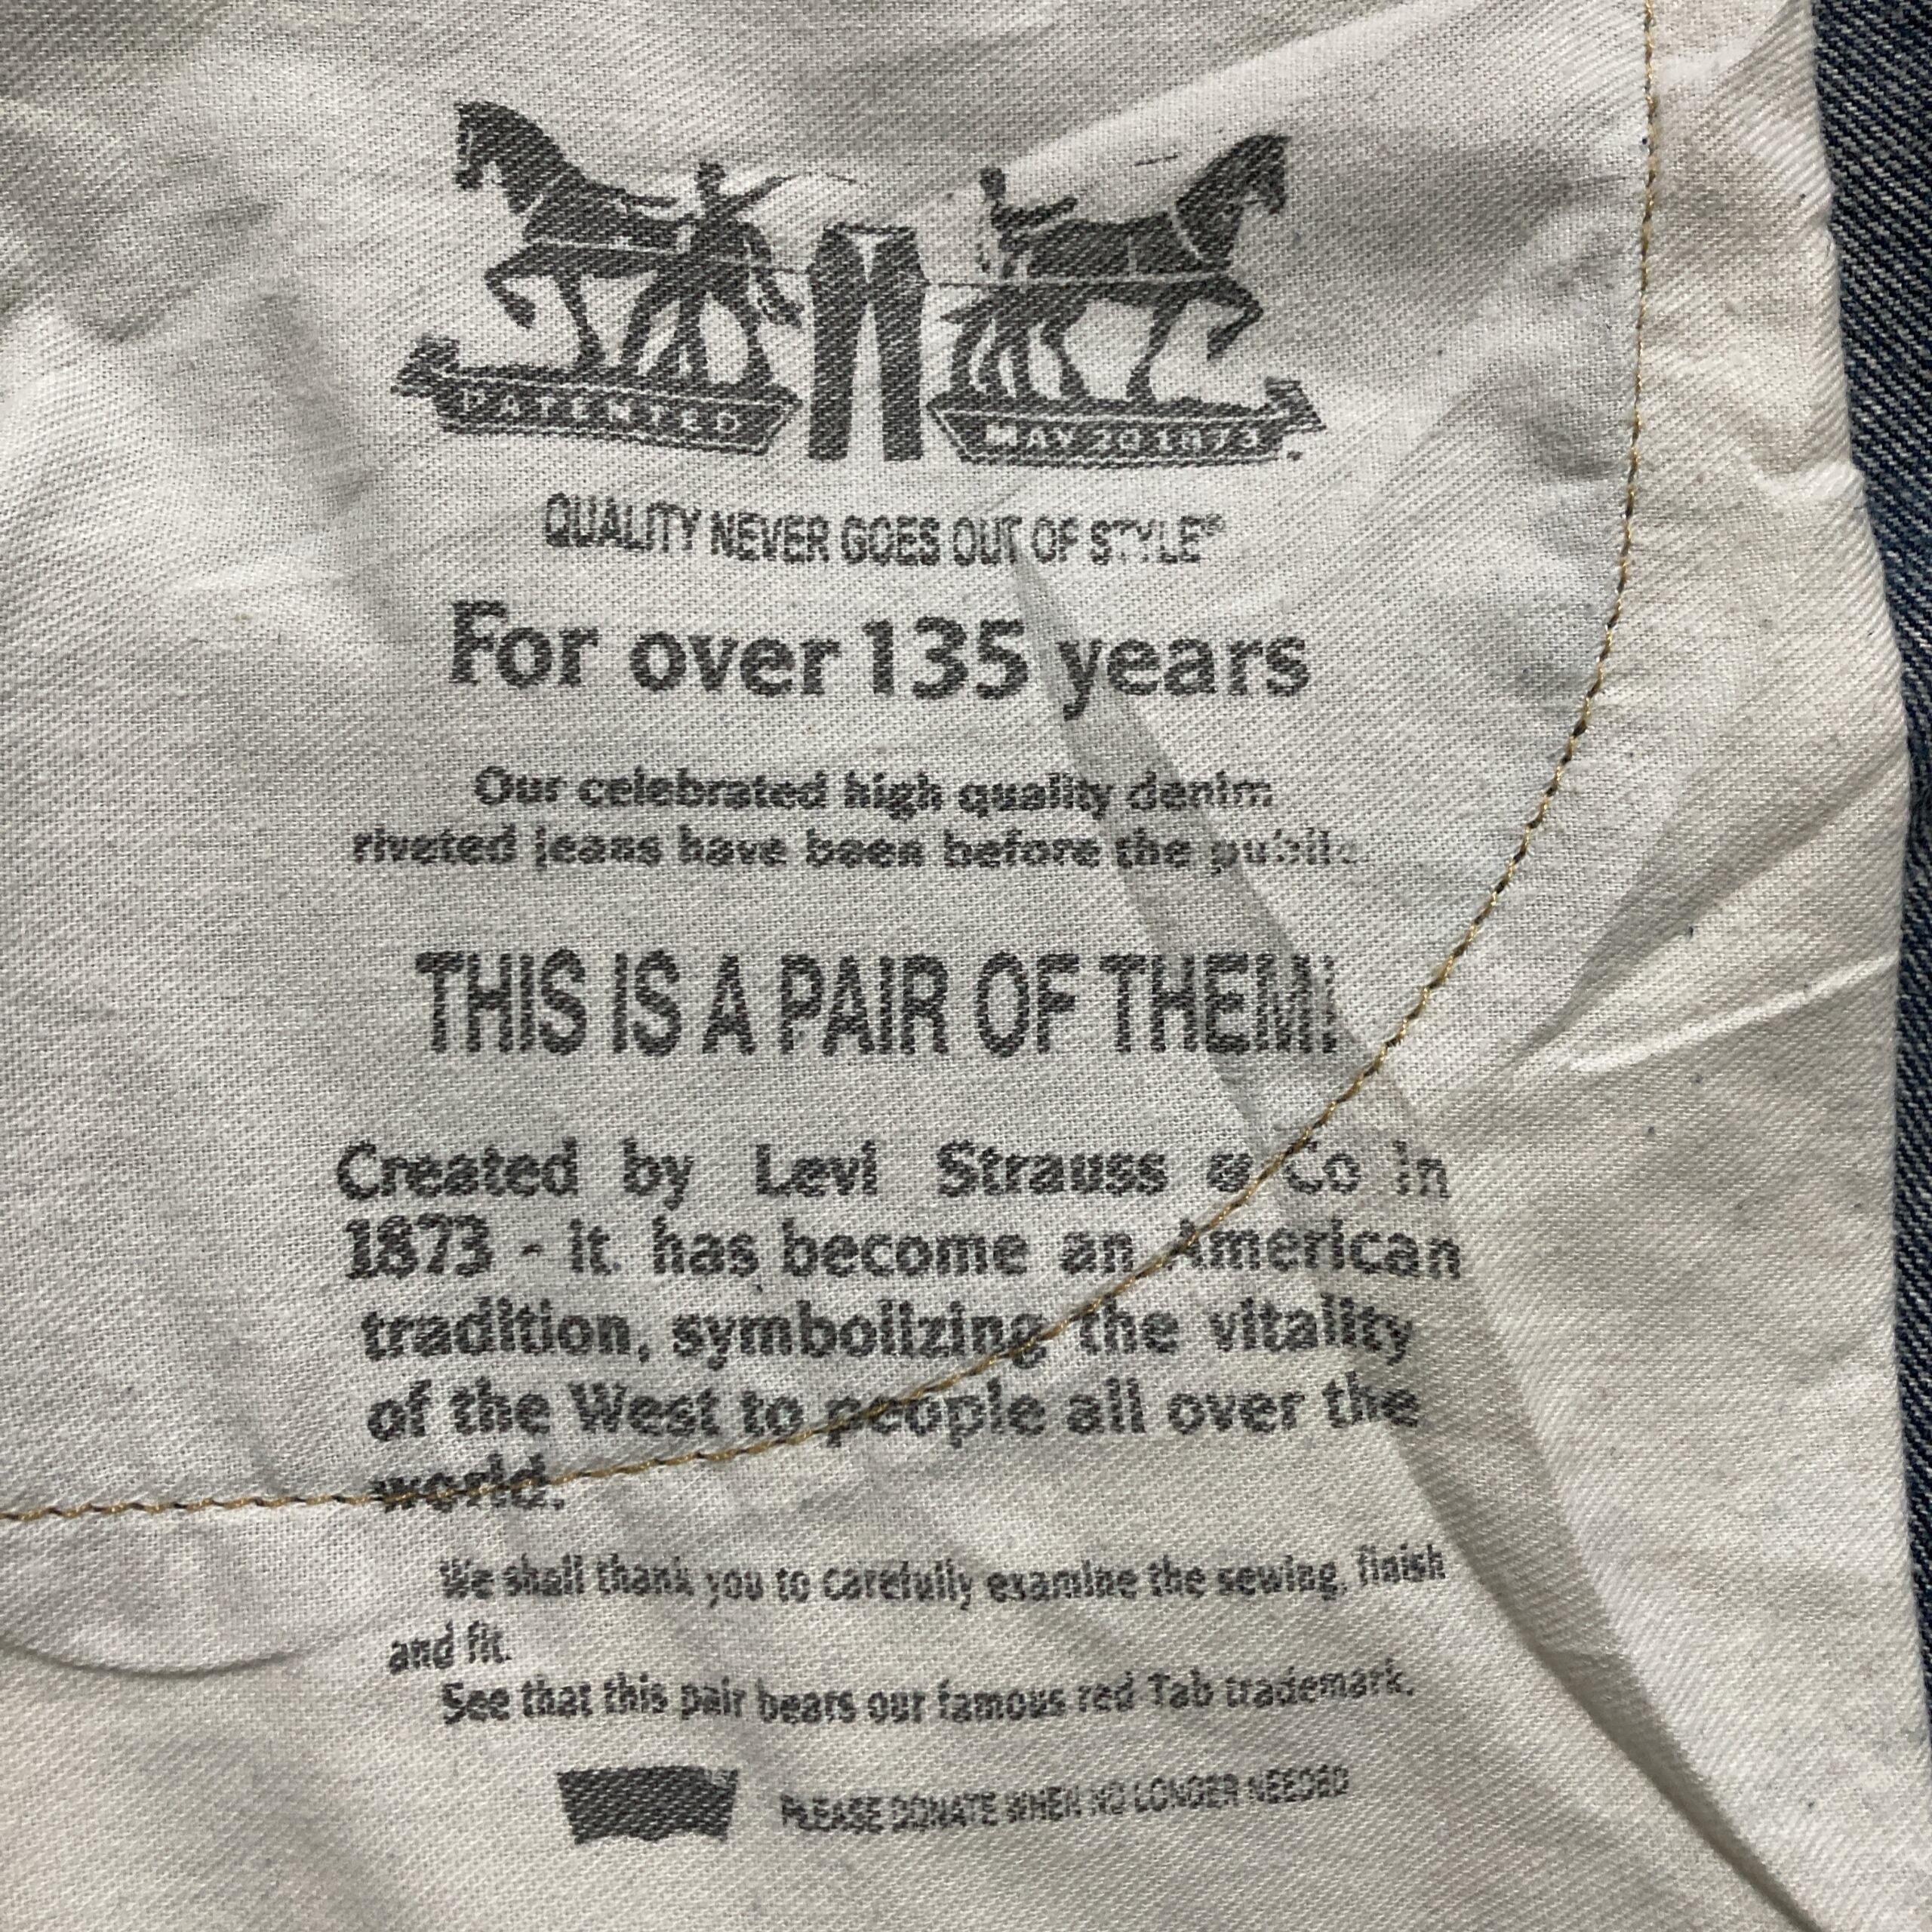 PATENTED
MAY 20 1873
QUALITY NEVER GOES OUT OF STYLE®
For over 135 years
Our celebrated high quality denim
riveted jeans have been before the public
THIS IS A PAIR OF THEM!
Created by Levi Strauss & Co in
1873 - it has become an American
tradition, symbolizing the vitality
of the West to people all over the
world.
We shall thank you to carefully examine the sewing, finish
and fit.
See that this pair bears our famous red Tab trademark.
PLEASE DONATE WHEN NO LONGER NEEDED